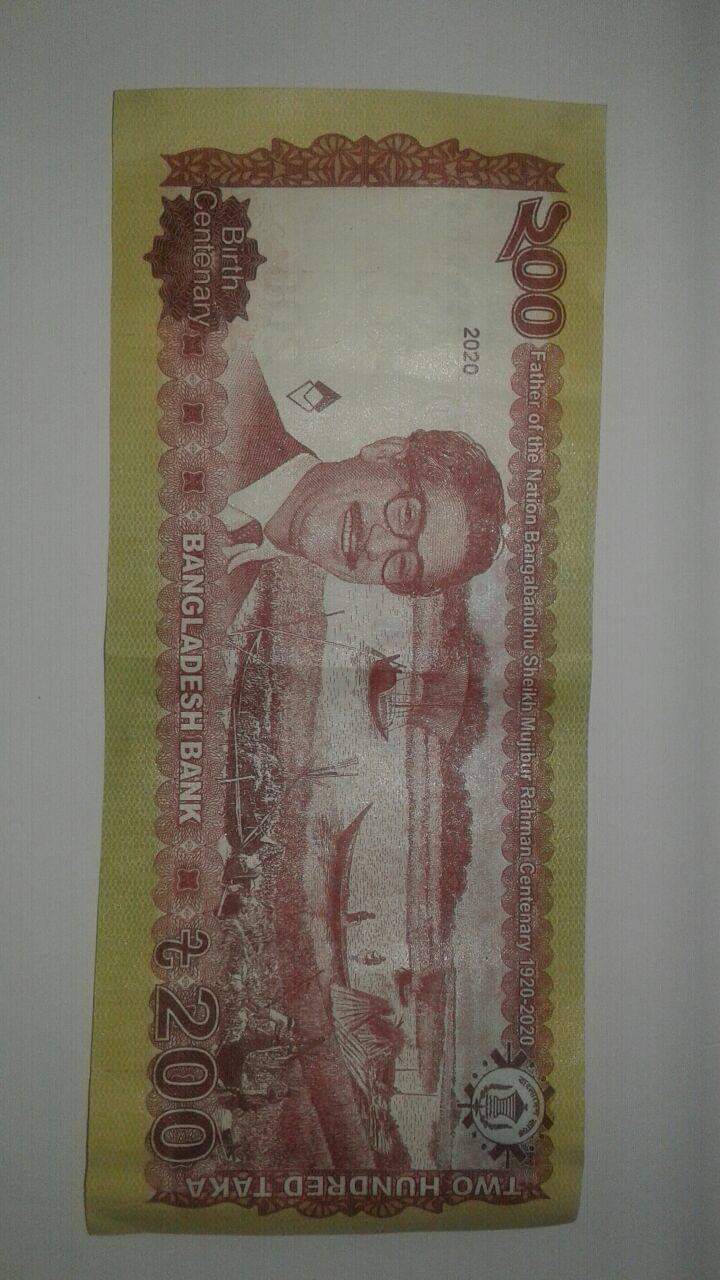 ২০০
Father of the Nation Bangabandhu Sheikh Mujibur Rahman Centenary 1920-2020
2020
Birth
Centenary
BANGLADESH BANK
৳ 200
TWO HUNDRED TAKA